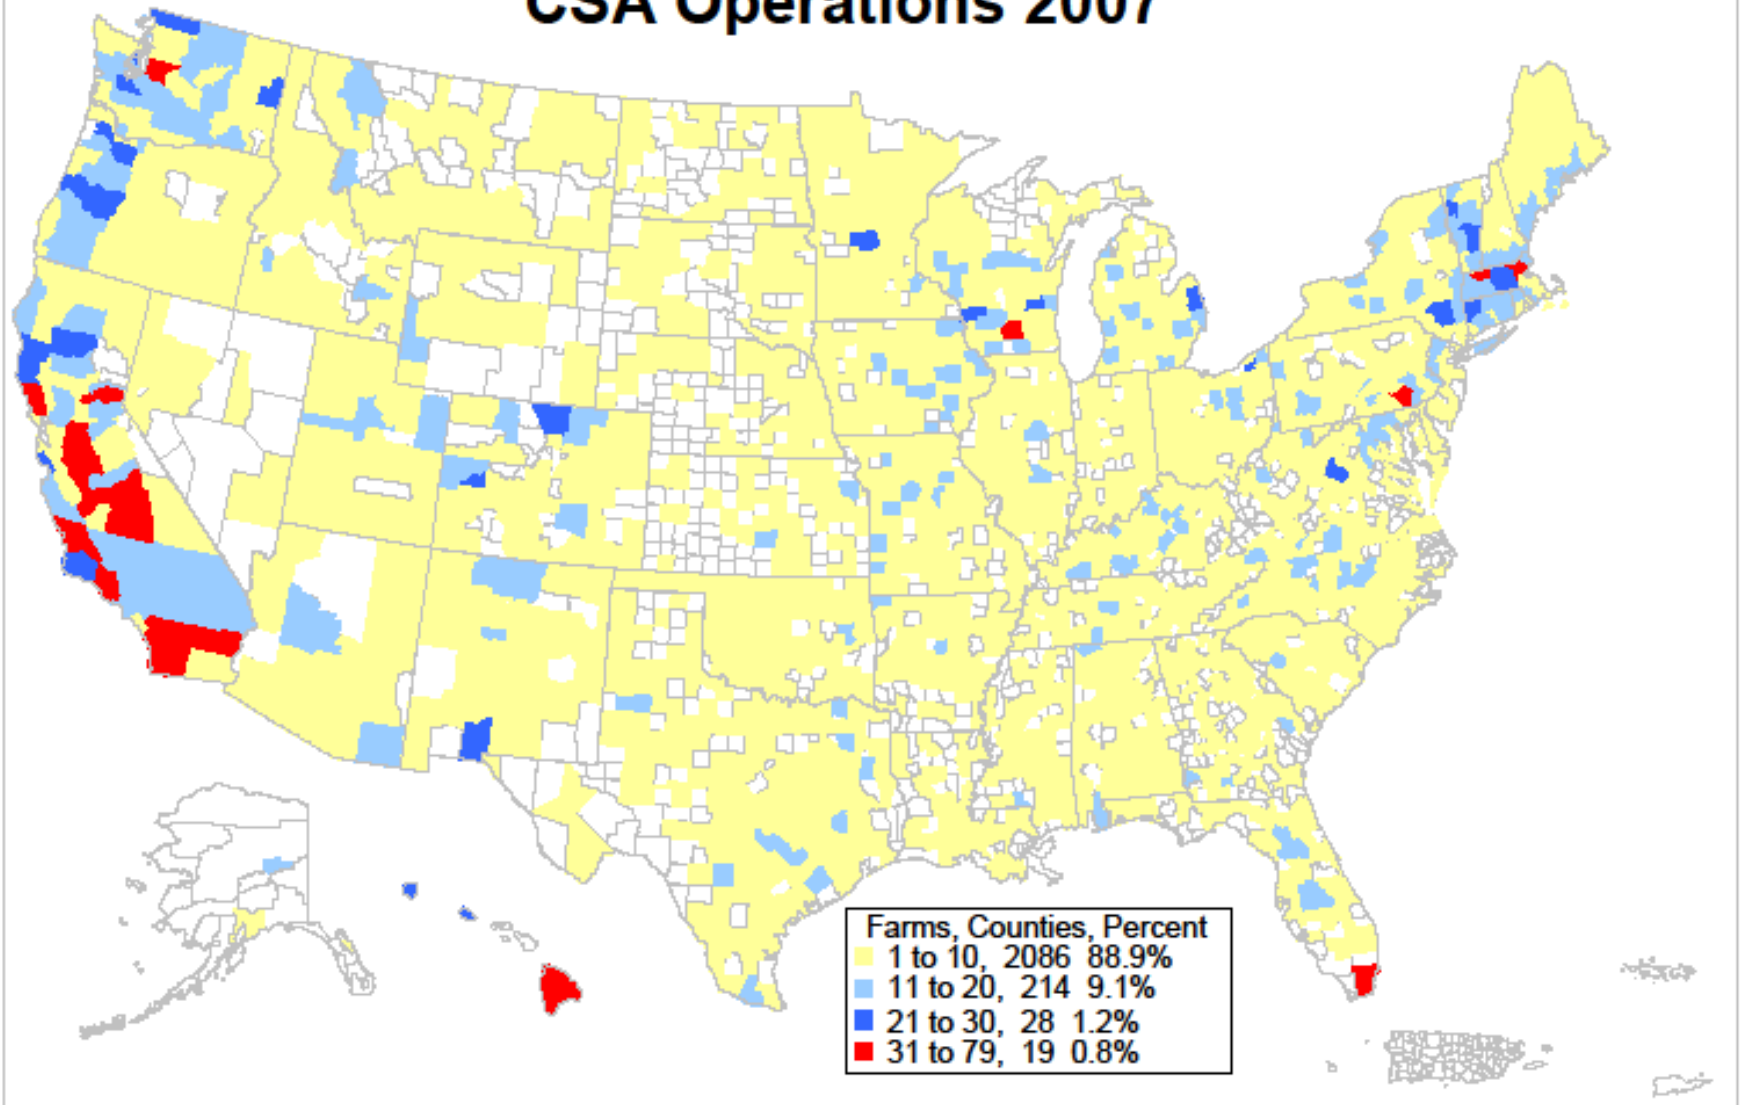 CSA Operations 2007
Farms, Counties, Percent
1 to 10, 2086 88.9%
11 to 20, 214 9.1%
21 to 30, 28 1.2%
31 to 79, 19 0.8%